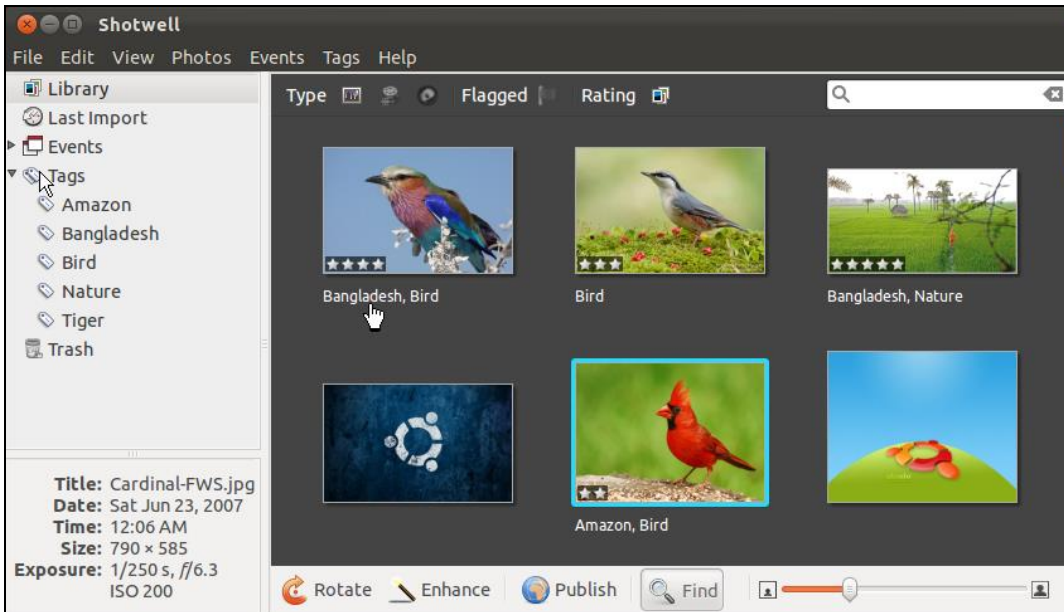 Shotwell
File Edit View Photos Events Tags Help
Library
Last Import
Events
Tags
Amazon
Bangladesh
Bird
Nature
Tiger
Trash
Type Flagged Rating
Bangladesh, Bird
Bird
Bangladesh, Nature
Amazon, Bird
Title: Cardinal-FWS.jpg
Date: Sat Jun 23, 2007
Time: 12:06 AM
Size: 790 × 585
Exposure: 1/250 s, f/6.3
ISO 200
Rotate Enhance Publish Find